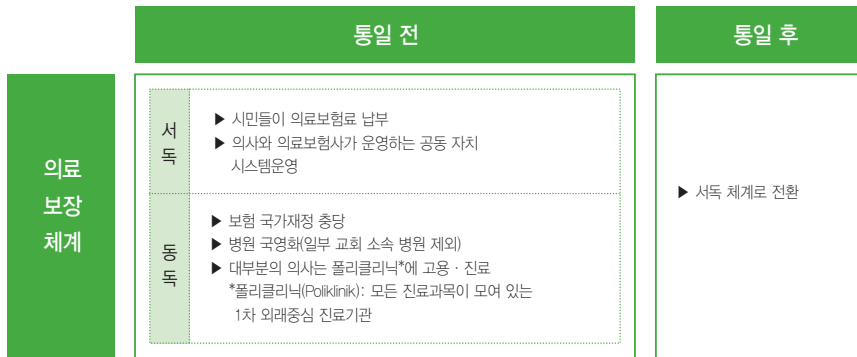 통일 전
통일 후
의료
보장
체계
서
독
▶ 시민들이 의료보험료 납부
▶ 의사와 의료보험사가 운영하는 공동 자치
시스템운영
동
독
▶ 보험 국가재정 충당
▶ 병원 국영화(일부 교회 소속 병원 제외)
▶ 대부분의 의사는 폴리클리닉*에 고용 · 진료
*폴리클리닉(Poliklinik): 모든 진료과목이 모여 있는
1차 외래중심 진료기관
▶ 서독 체계로 전환